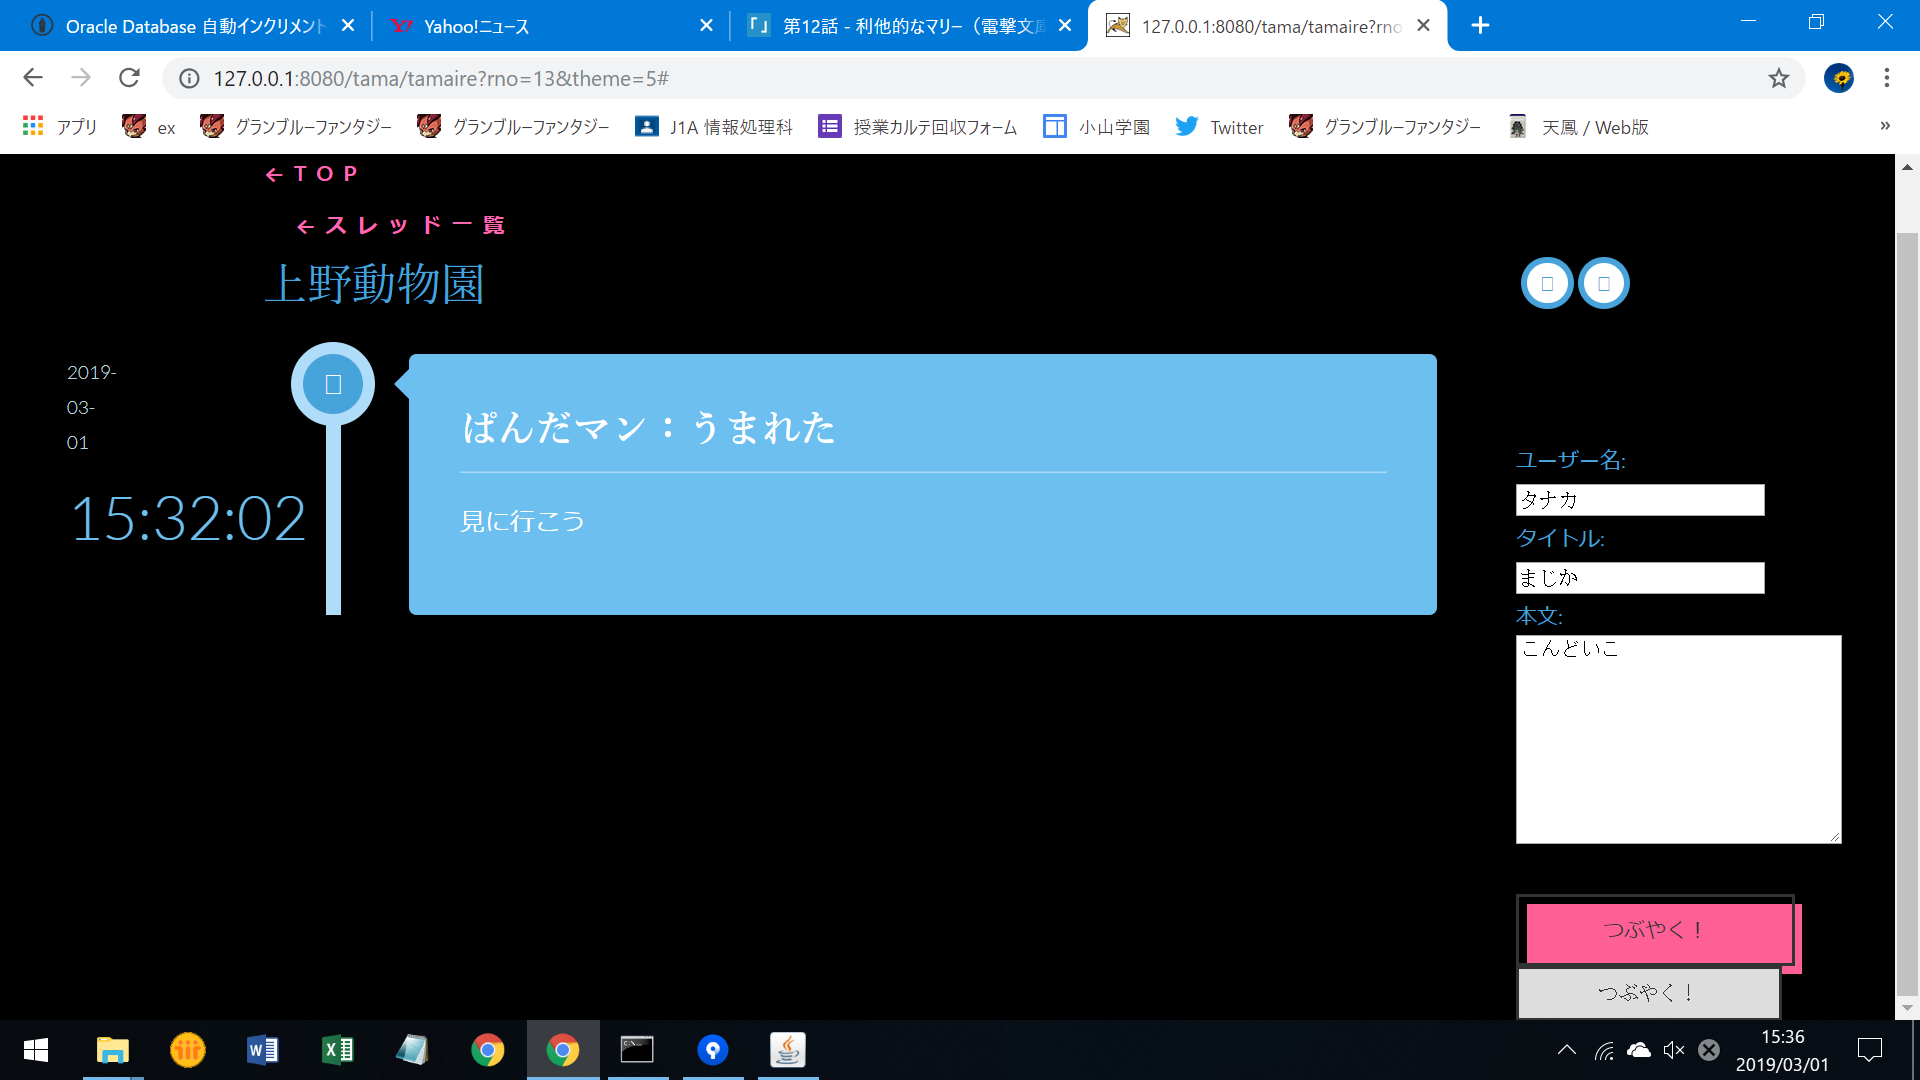 Oracle Database 自動インクリメント
Yahoo!ニュース
第12話 - 利他的なマリー（電撃文庫
127.0.0.1:8080/tama/tamaire?rno
127.0.0.1:8080/tama/tamaire?rno=13&theme=5#
アプリ
ex
グランブルーファンタジー
グランブルーファンタジー
J1A 情報処理科
授業カルテ回収フォーム
小山学園
Twitter
グランブルーファンタジー
天鳳 / Web版
»
← T O P
← ス レ ッ ド 一 覧
上野動物園
2019-
03-
01
15:32:02
ぱんだマン：うまれた
見に行こう
ユーザー名:
タナカ
タイトル:
まじか
本文:
こんどいこ
つぶやく！
つぶやく！
15:36
2019/03/01